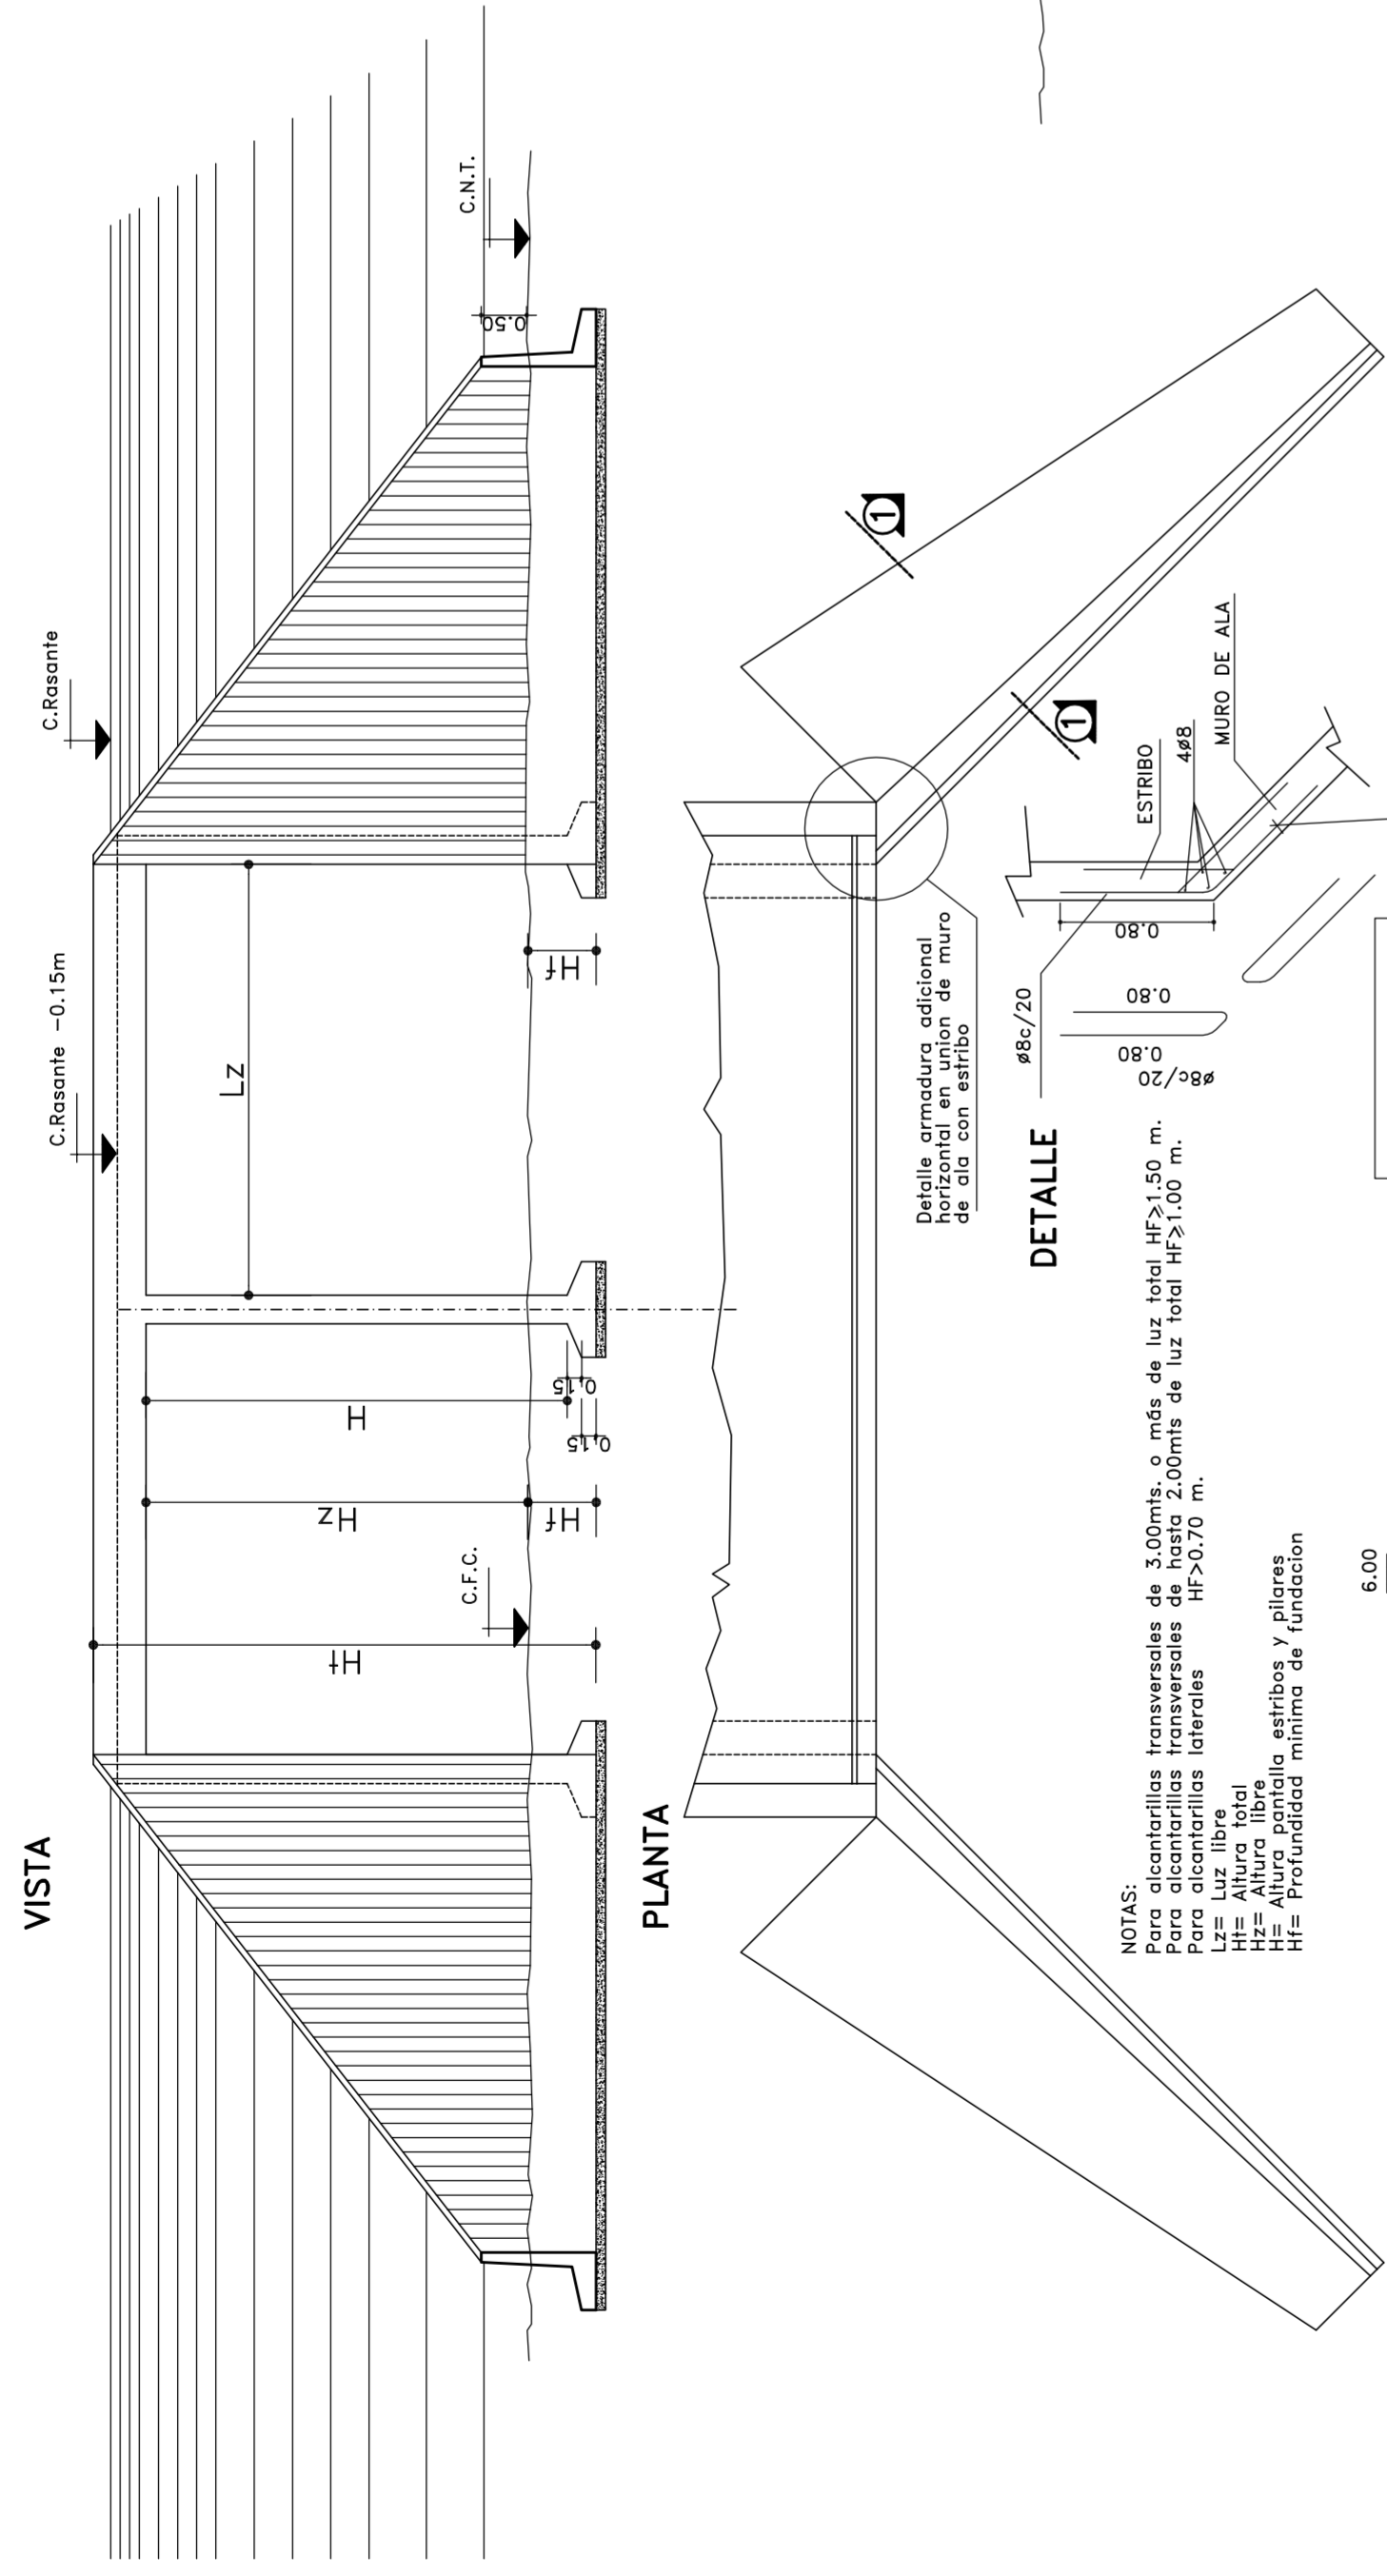 VISTA
C.Rasante -0.15m
C.Rasante
C.N.T.
0.50
Lz
Ht
Hz
H
Hf
Hf
0.15
0.15
C.F.C.
PLANTA
1
1
Detalle armadura adicional
horizontal en union de muro
de ala con estribo
DETALLE
ø8c/20
ESTRIBO
4ø8
MURO DE ALA
0.80
0.80
0.80
ø8c/20
NOTAS:
Para alcantarillas transversales de 3.00mts. o más de luz total HF⩾1.50 m.
Para alcantarillas transversales de hasta 2.00mts de luz total HF⩾1.00 m.
Para alcantarillas laterales HF>0.70 m.
Lz= Luz libre
Ht= Altura total
Hz= Altura libre
H= Altura pantalla estribos y pilares
Hf= Profundidad minima de fundacion
6.00